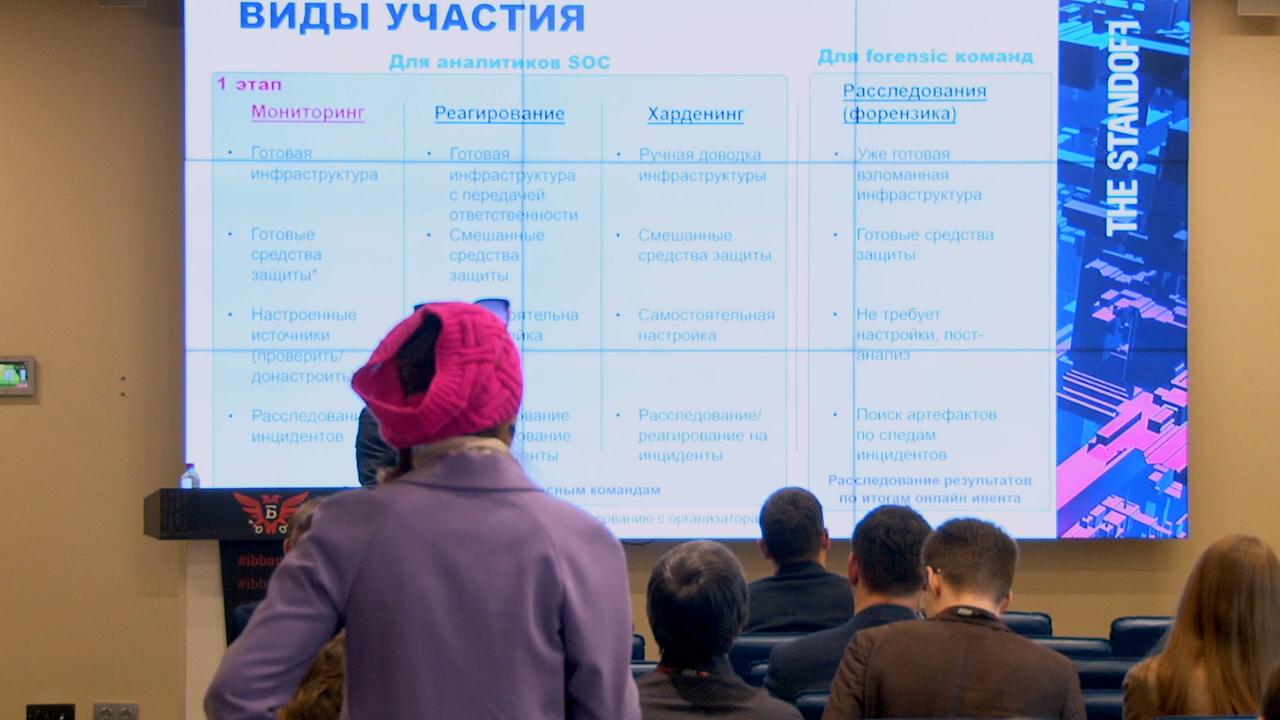 ВИДЫ УЧАСТИЯ
Для аналитиков SOC
1 этап
Мониторинг
• Готовая
инфраструктура
• Готовые
средства
защиты*
• Настроенные
источники
(проверить/
донастроить
инцидентов
Реагирование
• Готовая
инфраструктура
с передачей
ответственности
• Смешанные
средства
защиты
Харденинг
• Ручная доводка
инфраструктуры
• Смешанные
средства защиты
• Самостоятельная
настройка
• Расследование/
реагирование на
инциденты
командам
с организатора
Для forensic команд
Расследования
(форензика)
• Уже готовая
взломанная
инфраструктура
• Готовые средства
защиты
• Не требует
настройки, пост-
анализ
• Поиск артефактов
по следам
инцидентов
Расследование результатов
по итогам онлайн ивента
THE STANDOFF
Б